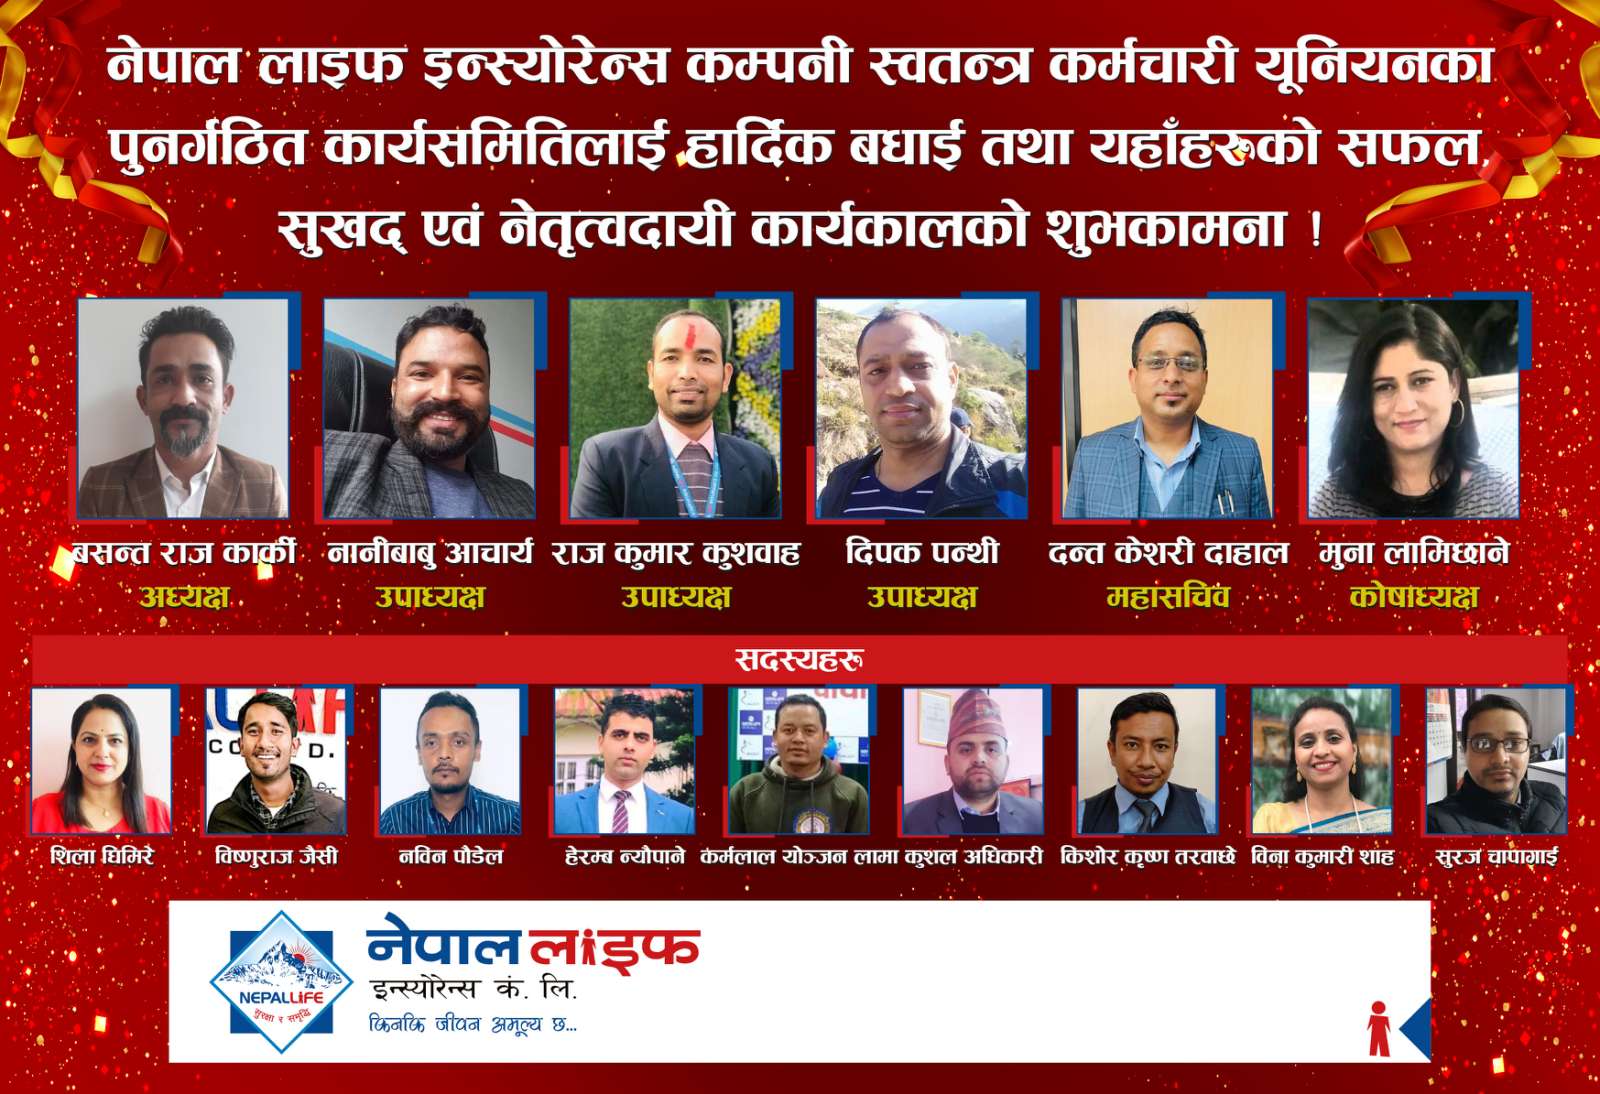 नेपाल लाइफ इन्स्योरेन्स कम्पनी स्वतन्त्र कर्मचारी यूनियनका
पुनर्गठित कार्यसमितिलाई हार्दिक बधाई तथा यहाँहरूको सफल,
सुखद् एवं नेतृत्वदायी कार्यकालको शुभकामना !
बसन्त राज कार्की नानीबाबु आचार्य राज कुमार कुशवाह दिपक पन्थी दन्त केशरी दाहाल मुना लामिछाने
अध्यक्ष उपाध्यक्ष उपाध्यक्ष उपाध्यक्ष महासचिव कोषाध्यक्ष
सदस्यहरू
शिला घिमिरे विष्णुराज जैसी नविन पौडेल हेरम्ब न्यौपाने कर्मलाल योञ्जन लामा कुशल अधिकारी किशोर कृष्ण तरवाछे विना कुमारी शाह सुरज चापागाई
NEPALLIFE
सुरक्षा र समृद्धि
नेपाल लाइफ
इन्स्योरेन्स कं. लि.
किनकि जीवन अमूल्य छ...